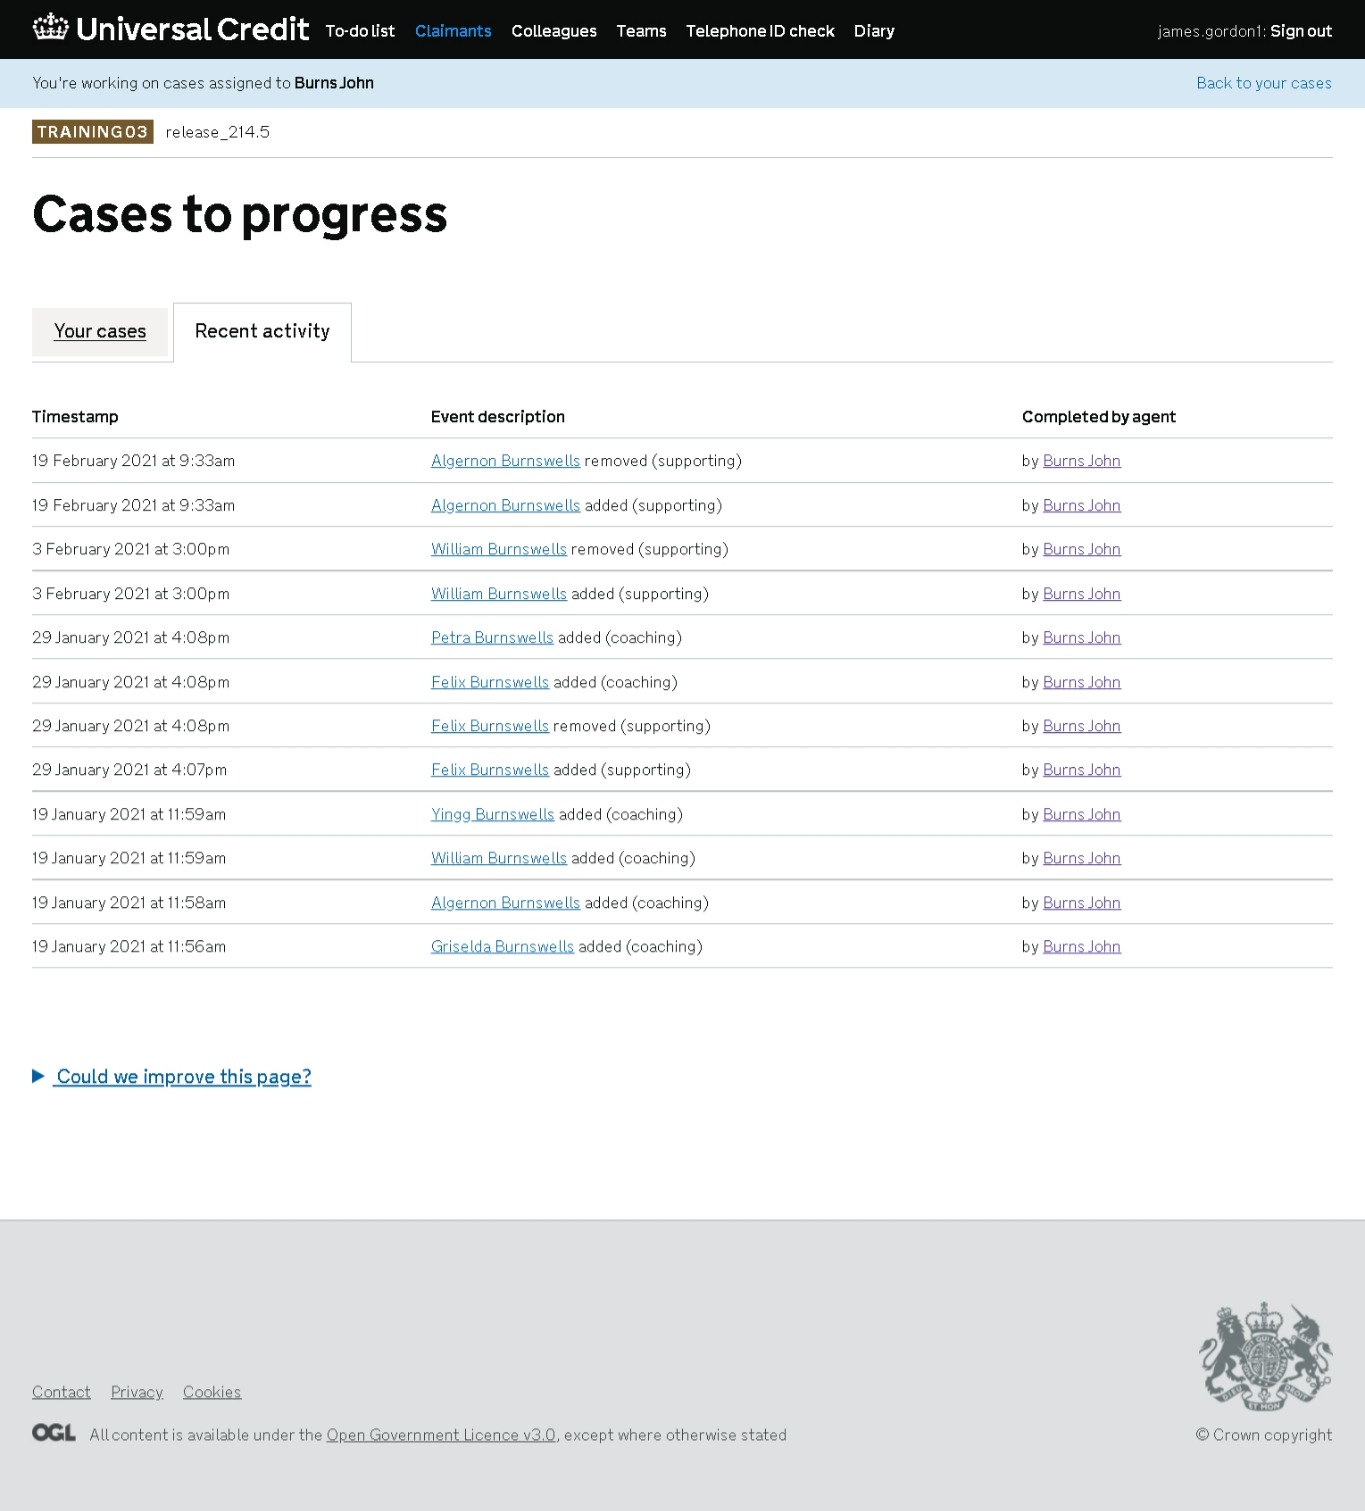 Universal Credit To-do list Claimants Colleagues Teams Telephone ID check Diary james.gordon1: Sign out
You're working on cases assigned to Burns John Back to your cases
TRAINING03 release_214.5
Cases to progress
Your cases Recent activity
Timestamp Event description Completed by agent
19 February 2021 at 9:33am Algernon Burnswells removed (supporting) by Burns John
19 February 2021 at 9:33am Algernon Burnswells added (supporting) by Burns John
3 February 2021 at 3:00pm William Burnswells removed (supporting) by Burns John
3 February 2021 at 3:00pm William Burnswells added (supporting) by Burns John
29 January 2021 at 4:08pm Petra Burnswells added (coaching) by Burns John
29 January 2021 at 4:08pm Felix Burnswells added (coaching) by Burns John
29 January 2021 at 4:08pm Felix Burnswells removed (supporting) by Burns John
29 January 2021 at 4:07pm Felix Burnswells added (supporting) by Burns John
19 January 2021 at 11:59am Yingg Burnswells added (coaching) by Burns John
19 January 2021 at 11:59am William Burnswells added (coaching) by Burns John
19 January 2021 at 11:58am Algernon Burnswells added (coaching) by Burns John
19 January 2021 at 11:56am Griselda Burnswells added (coaching) by Burns John
Could we improve this page?
DIEU ET MON DROIT
Contact Privacy Cookies
OGL All content is available under the Open Government Licence v3.0, except where otherwise stated © Crown copyright